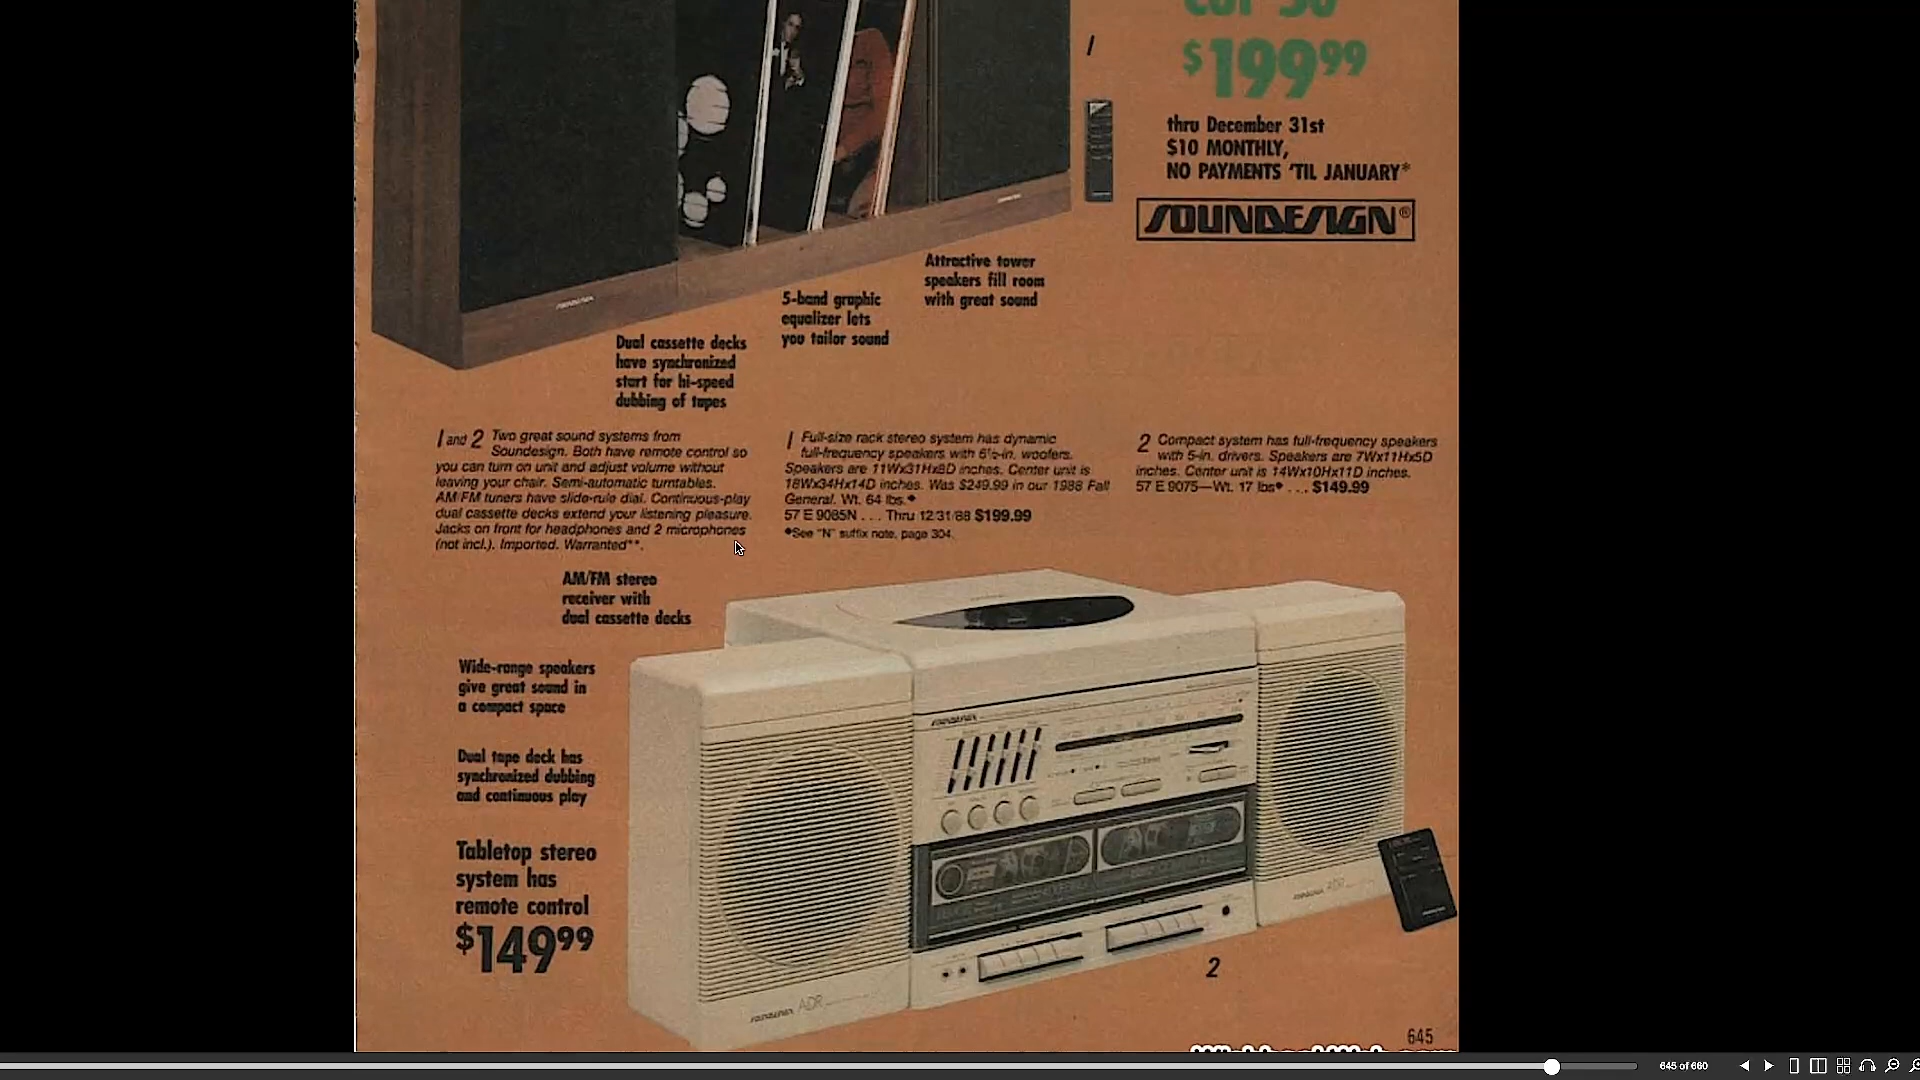 $199⁹⁹
thru December 31st
$10 MONTHLY,
NO PAYMENTS 'TIL JANUARY*
SOUNDESIGN®
1
Attractive tower
speakers fill room
with great sound
5-band graphic
equalizer lets
you tailor sound
Dual cassette decks
have synchronized
start for hi-speed
dubbing of tapes
1 and 2 Two great sound systems from
Soundesign. Both have remote control so
you can turn on unit and adjust volume without
leaving your chair. Semi-automatic turntables.
AM/FM tuners have slide-rule dial. Continuous-play
dual cassette decks extend your listening pleasure.
Jacks on front for headphones and 2 microphones
(not incl.). Imported. Warranted**.
1 Full-size rack stereo system has dynamic
full-frequency speakers with 6½-in. woofers.
Speakers are 11Wx31Hx8D inches. Center unit is
18Wx34Hx14D inches. Was $249.99 in our 1988 Fall
General. Wt. 64 lbs.◆
57 E 9085N . . . Thru 12/31/88 $199.99
◆See "N" suffix note, page 304.
2 Compact system has full-frequency speakers
with 5-in. drivers. Speakers are 7Wx11Hx5D
inches. Center unit is 14Wx10Hx11D inches.
57 E 9075—Wt. 17 lbs◆ . . . $149.99
AM/FM stereo
receiver with
dual cassette decks
Wide-range speakers
give great sound in
a compact space
Dual tape deck has
synchronized dubbing
and continuous play
Tabletop stereo
system has
remote control
$149⁹⁹
SOUNDESIGN
SOUNDESIGN ADR
2
645
645 of 660